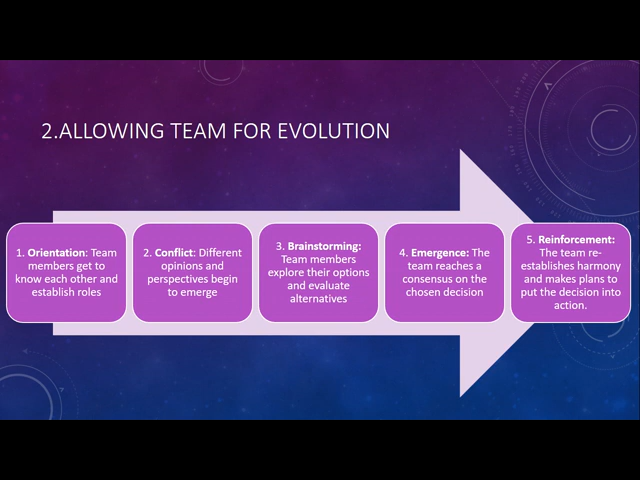 2.ALLOWING TEAM FOR EVOLUTION
1. Orientation: Team
members get to
know each other and
establish roles
2. Conflict: Different
opinions and
perspectives begin
to emerge
3. Brainstorming:
Team members
explore their options
and evaluate
alternatives
4. Emergence: The
team reaches a
consensus on the
chosen decision
5. Reinforcement:
The team re-
establishes harmony
and makes plans to
put the decision into
action.